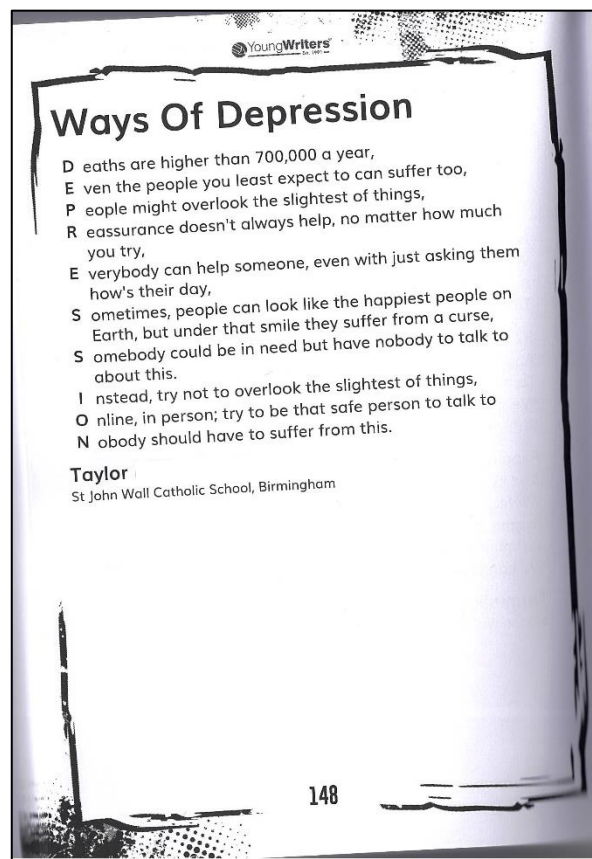 YoungWriters
Est. 1991
Ways Of Depression
D eaths are higher than 700,000 a year,
E ven the people you least expect to can suffer too,
P eople might overlook the slightest of things,
R eassurance doesn't always help, no matter how much
you try,
E verybody can help someone, even with just asking them
how's their day,
S ometimes, people can look like the happiest people on
Earth, but under that smile they suffer from a curse,
S omebody could be in need but have nobody to talk to
about this.
I nstead, try not to overlook the slightest of things,
O nline, in person; try to be that safe person to talk to
N obody should have to suffer from this.
Taylor
St John Wall Catholic School, Birmingham
148